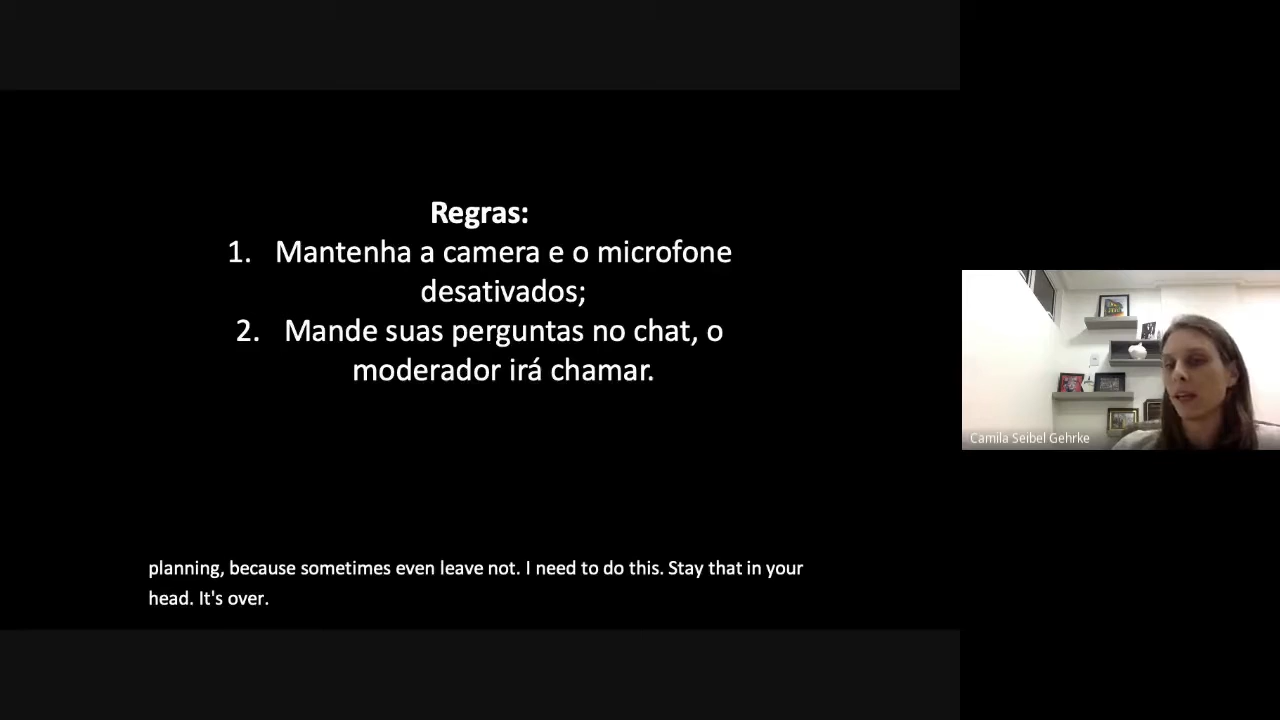 Regras:
1. Mantenha a camera e o microfone
desativados;
2. Mande suas perguntas no chat, o
moderador irá chamar.
Camila Seibel Gehrke
planning, because sometimes even leave not. I need to do this. Stay that in your
head. It's over.